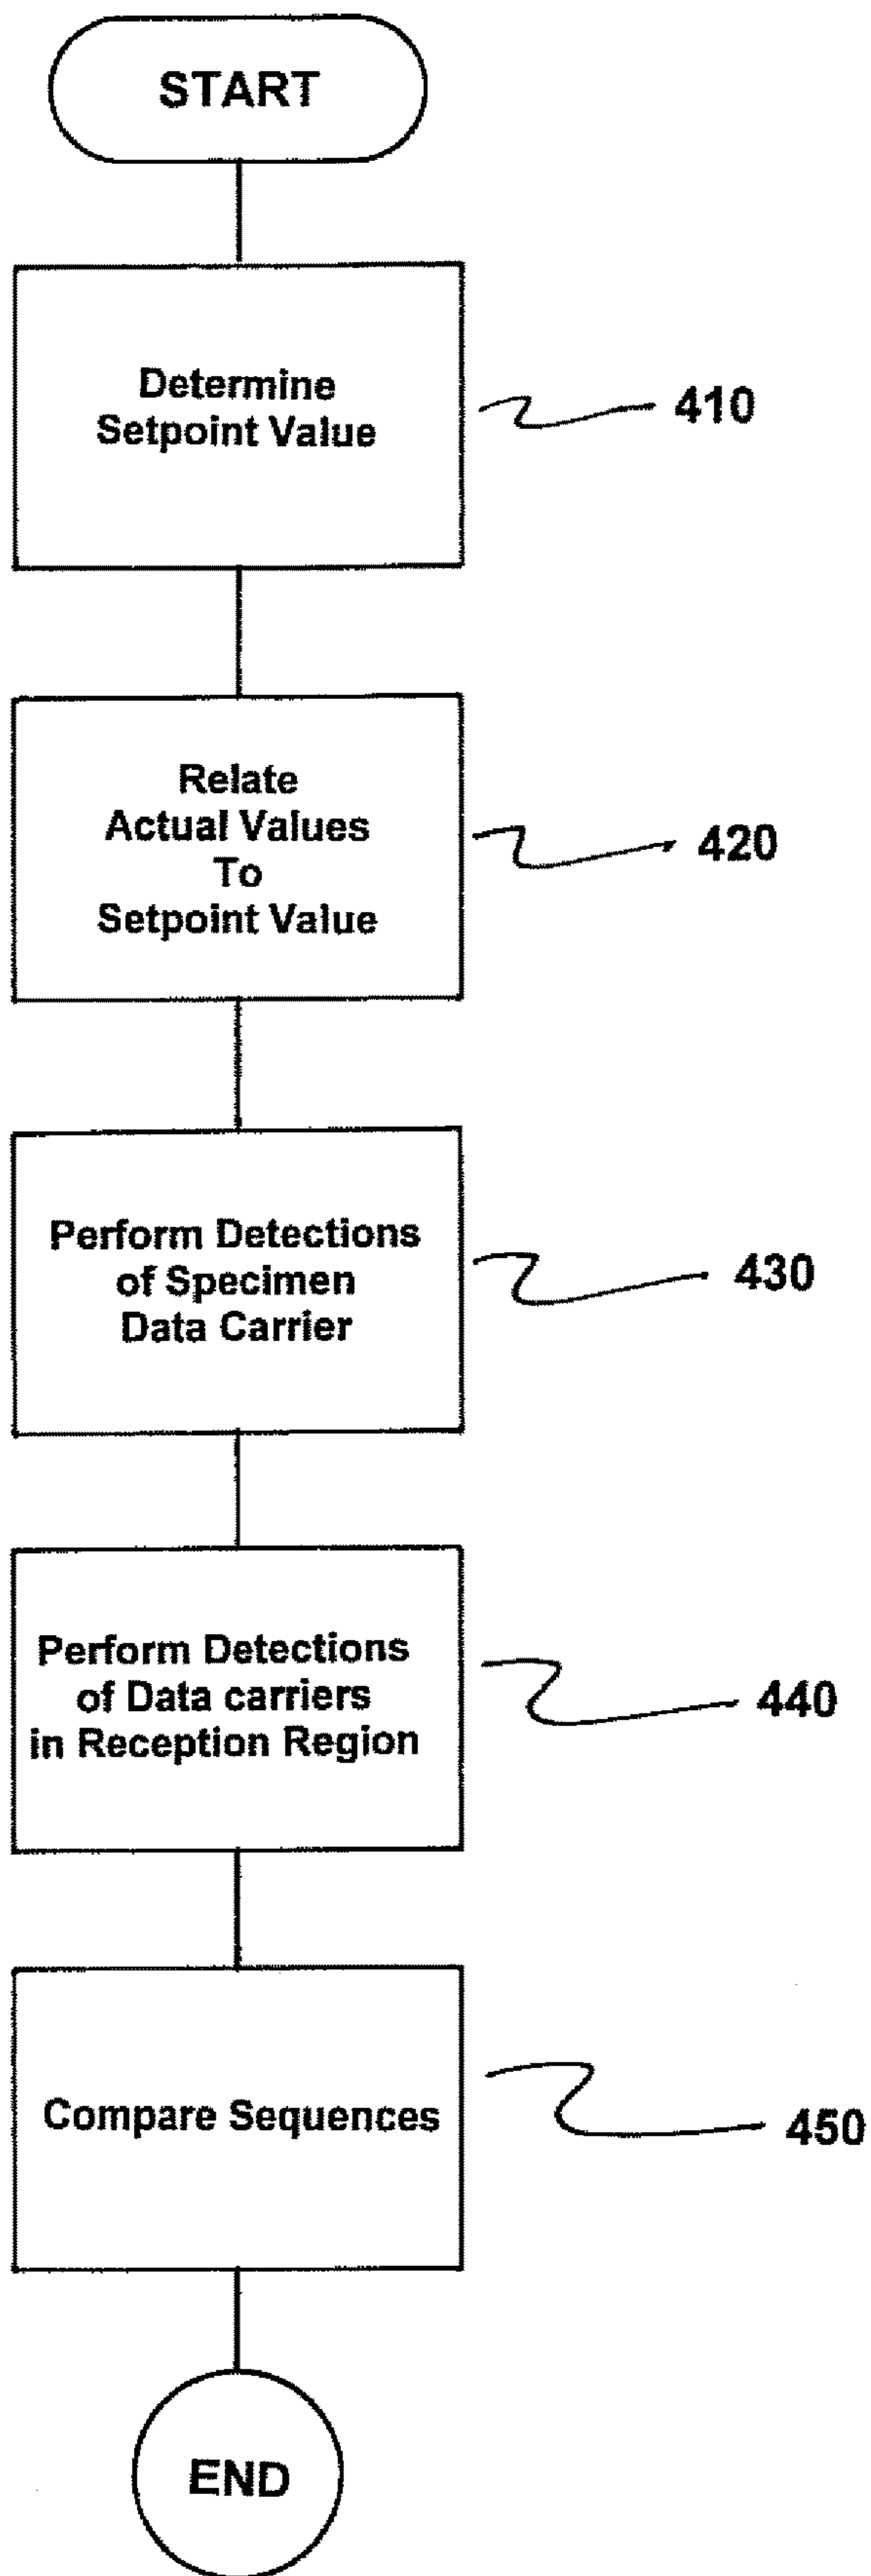 START
Determine
Setpoint Value
410
Relate
Actual Values
To
Setpoint Value
420
Perform Detections
of Specimen
Data Carrier
430
Perform Detections
of Data carriers
in Reception Region
440
Compare Sequences
450
END